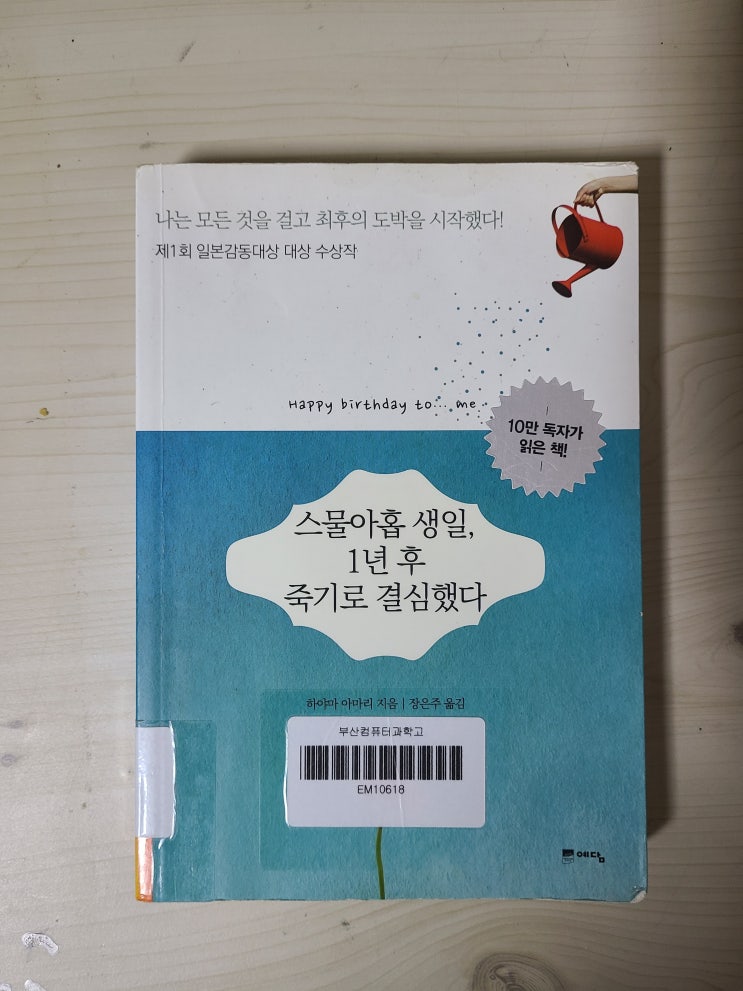 나는 모든 것을 걸고 최후의 도박을 시작했다!
제1회 일본감동대상 대상 수상작
Happy birthday to... me
10만 독자가
읽은 책!
스물아홉 생일,
1년 후
죽기로 결심했다
하야마 아마리 지음 | 장은주 옮김
부산컴퓨터과학고
EM10618
예담